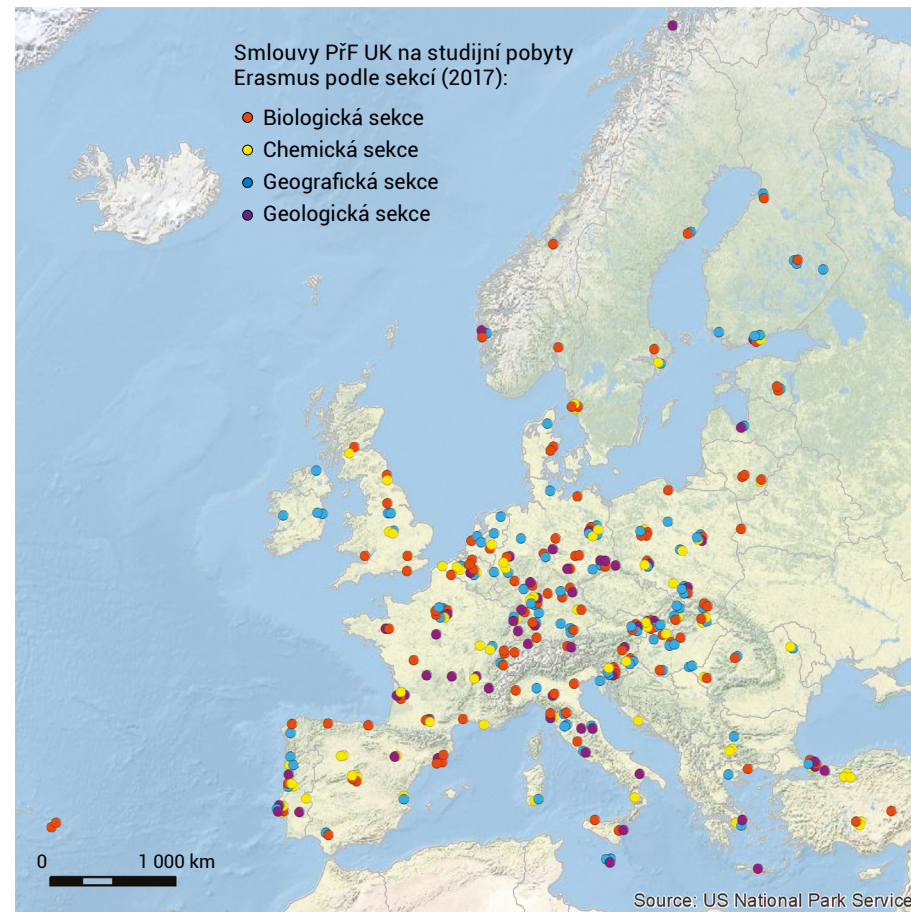 Smlouvy PřF UK na studijní pobyty
Erasmus podle sekcí (2017):
Biologická sekce
Chemická sekce
Geografická sekce
Geologická sekce
0 1 000 km
Source: US National Park Service